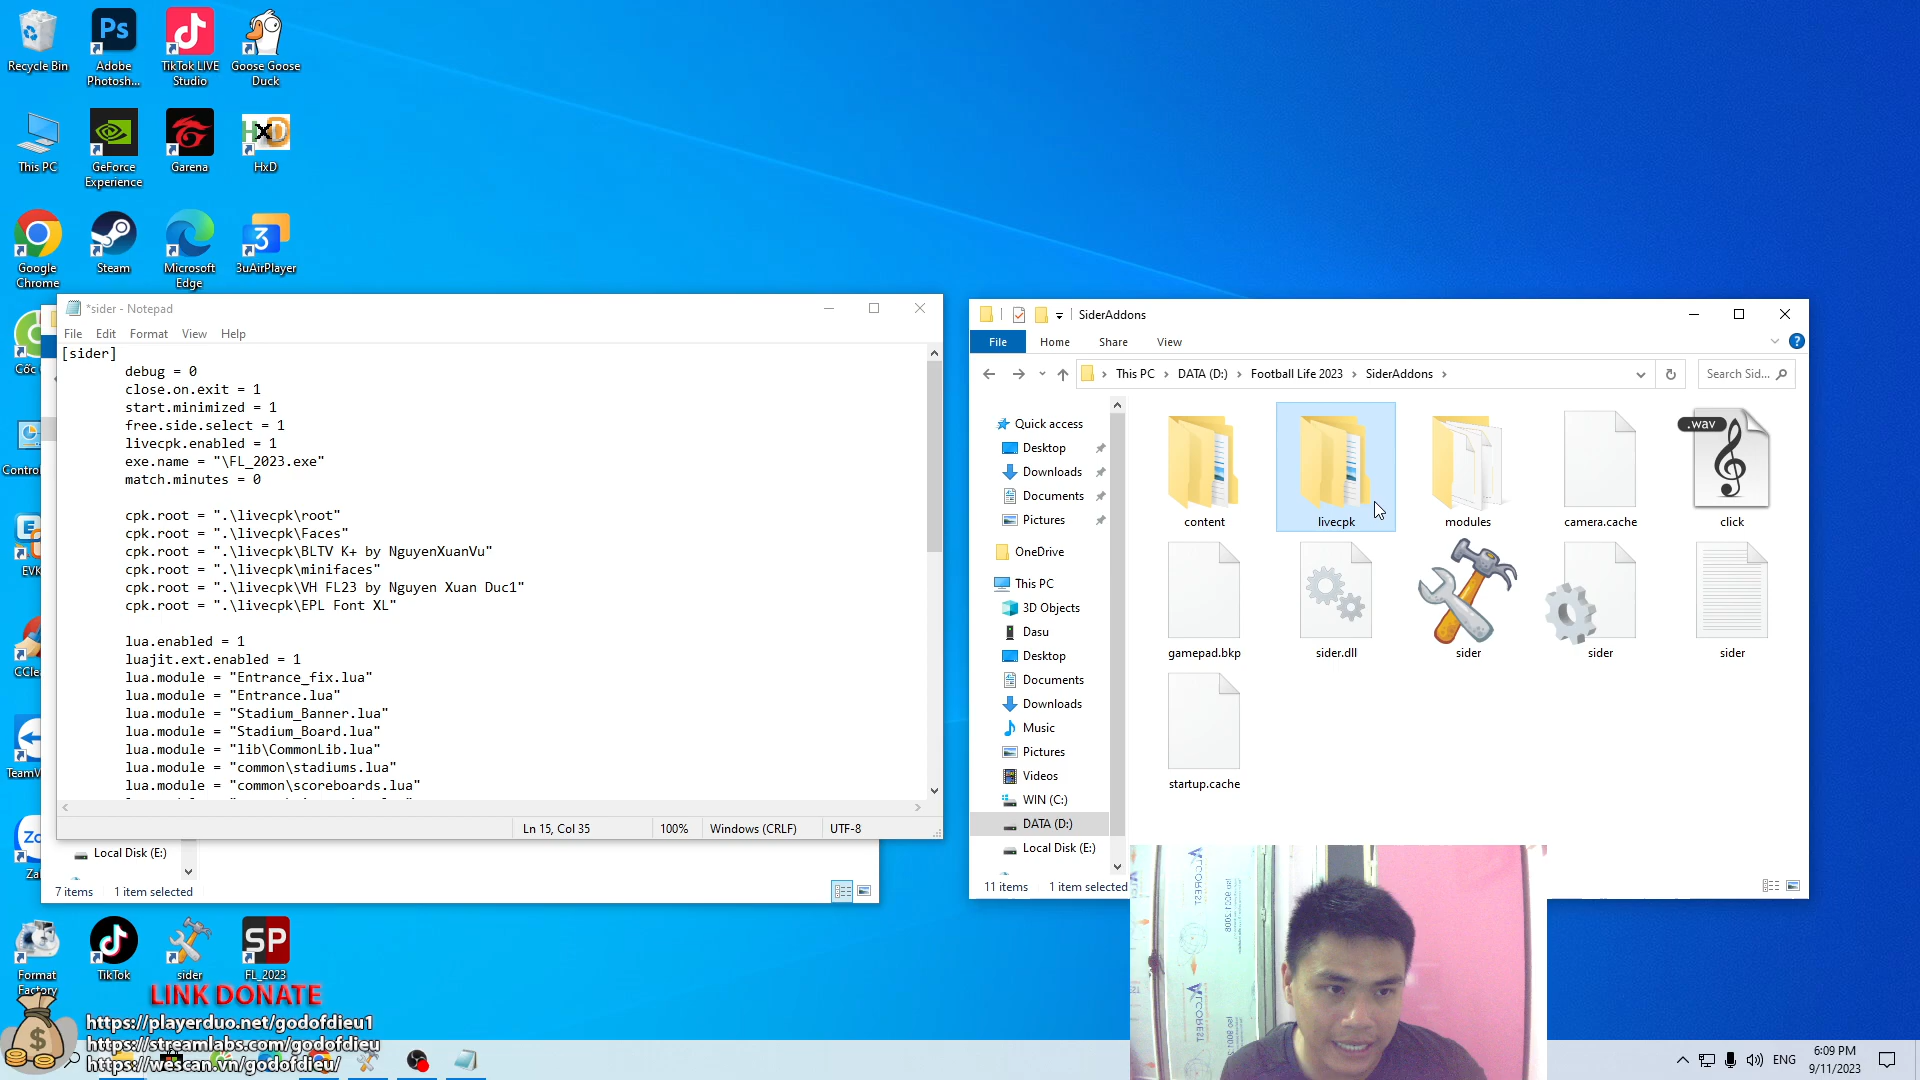 Recycle Bin
Adobe
Photosh...
TikTok LIVE
Studio
Goose Goose
Duck
This PC
GeForce
Experience
Garena
HxD
Google
Chrome
Steam
Microsoft
Edge
3uAirPlayer
*sider - Notepad
File Edit Format View Help
[sider]
debug = 0
close.on.exit = 1
start.minimized = 1
free.side.select = 1
livecpk.enabled = 1
exe.name = "\FL_2023.exe"
match.minutes = 0
cpk.root = ".\livecpk\root"
cpk.root = ".\livecpk\Faces"
cpk.root = ".\livecpk\BLTV K+ by NguyenXuanVu"
cpk.root = ".\livecpk\minifaces"
cpk.root = ".\livecpk\VH FL23 by Nguyen Xuan Duc1"
cpk.root = ".\livecpk\EPL Font XL"
lua.enabled = 1
luajit.ext.enabled = 1
lua.module = "Entrance_fix.lua"
lua.module = "Entrance.lua"
lua.module = "Stadium_Banner.lua"
lua.module = "Stadium_Board.lua"
lua.module = "lib\CommonLib.lua"
lua.module = "common\stadiums.lua"
lua.module = "common\scoreboards.lua"
Ln 15, Col 35 100% Windows (CRLF) UTF-8
Local Disk (E:)
7 items 1 item selected
SiderAddons
File Home Share View
This PC > DATA (D:) > Football Life 2023 > SiderAddons >
Search Sid...
Quick access
Desktop
Downloads
Documents
Pictures
OneDrive
This PC
3D Objects
Dasu
Desktop
Documents
Downloads
Music
Pictures
Videos
WIN (C:)
DATA (D:)
Local Disk (E:)
content livecpk modules camera.cache click
.wav
gamepad.bkp sider.dll sider sider sider
startup.cache
11 items 1 item selected
Format
Factory
TikTok
sider
SP
FL_2023
LINK DONATE
https://playerduo.net/godofdieu1
https://streamlabs.com/godofdieu
https://wescan.vn/godofdieu/
ENG
6:09 PM
9/11/2023